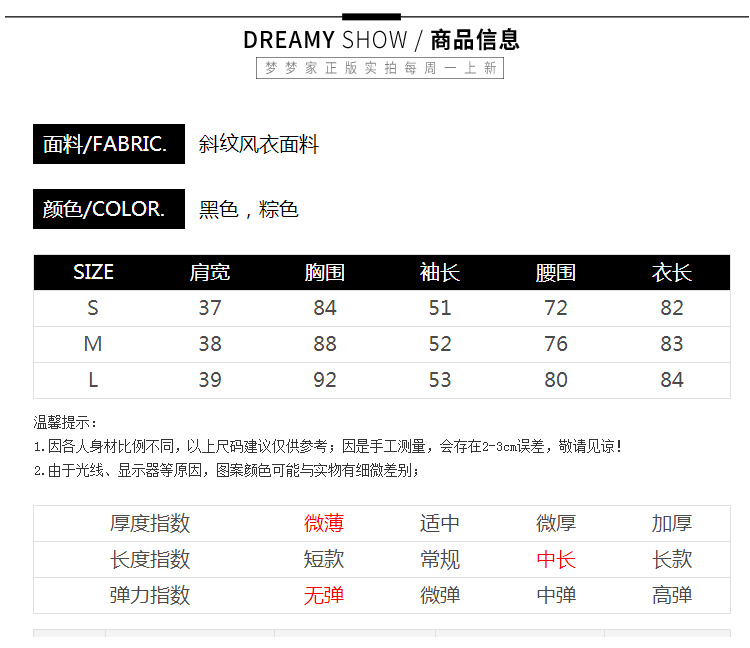 DREAMY SHOW / 商品信息
梦梦家正版实拍每周一上新
面料/FABRIC. 斜纹风衣面料
颜色/COLOR. 黑色，粽色
SIZE 肩宽 胸围 袖长 腰围 衣长
S 37 84 51 72 82
M 38 88 52 76 83
L 39 92 53 80 84
温馨提示：
1.因各人身材比例不同，以上尺码建议仅供参考；因是手工测量，会存在2-3cm误差，敬请见谅！
2.由于光线、显示器等原因，图案颜色可能与实物有细微差别；
厚度指数 微薄 适中 微厚 加厚
长度指数 短款 常规 中长 长款
弹力指数 无弹 微弹 中弹 高弹